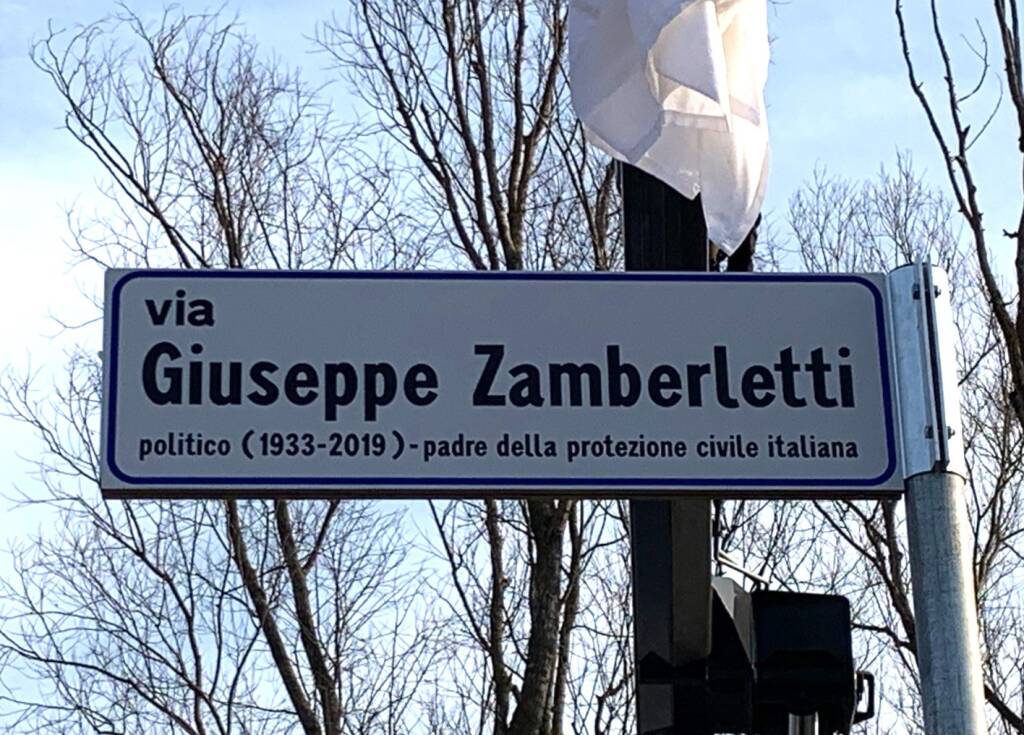 via
Giuseppe Zamberletti
politico (1933-2019)-padre della protezione civile italiana